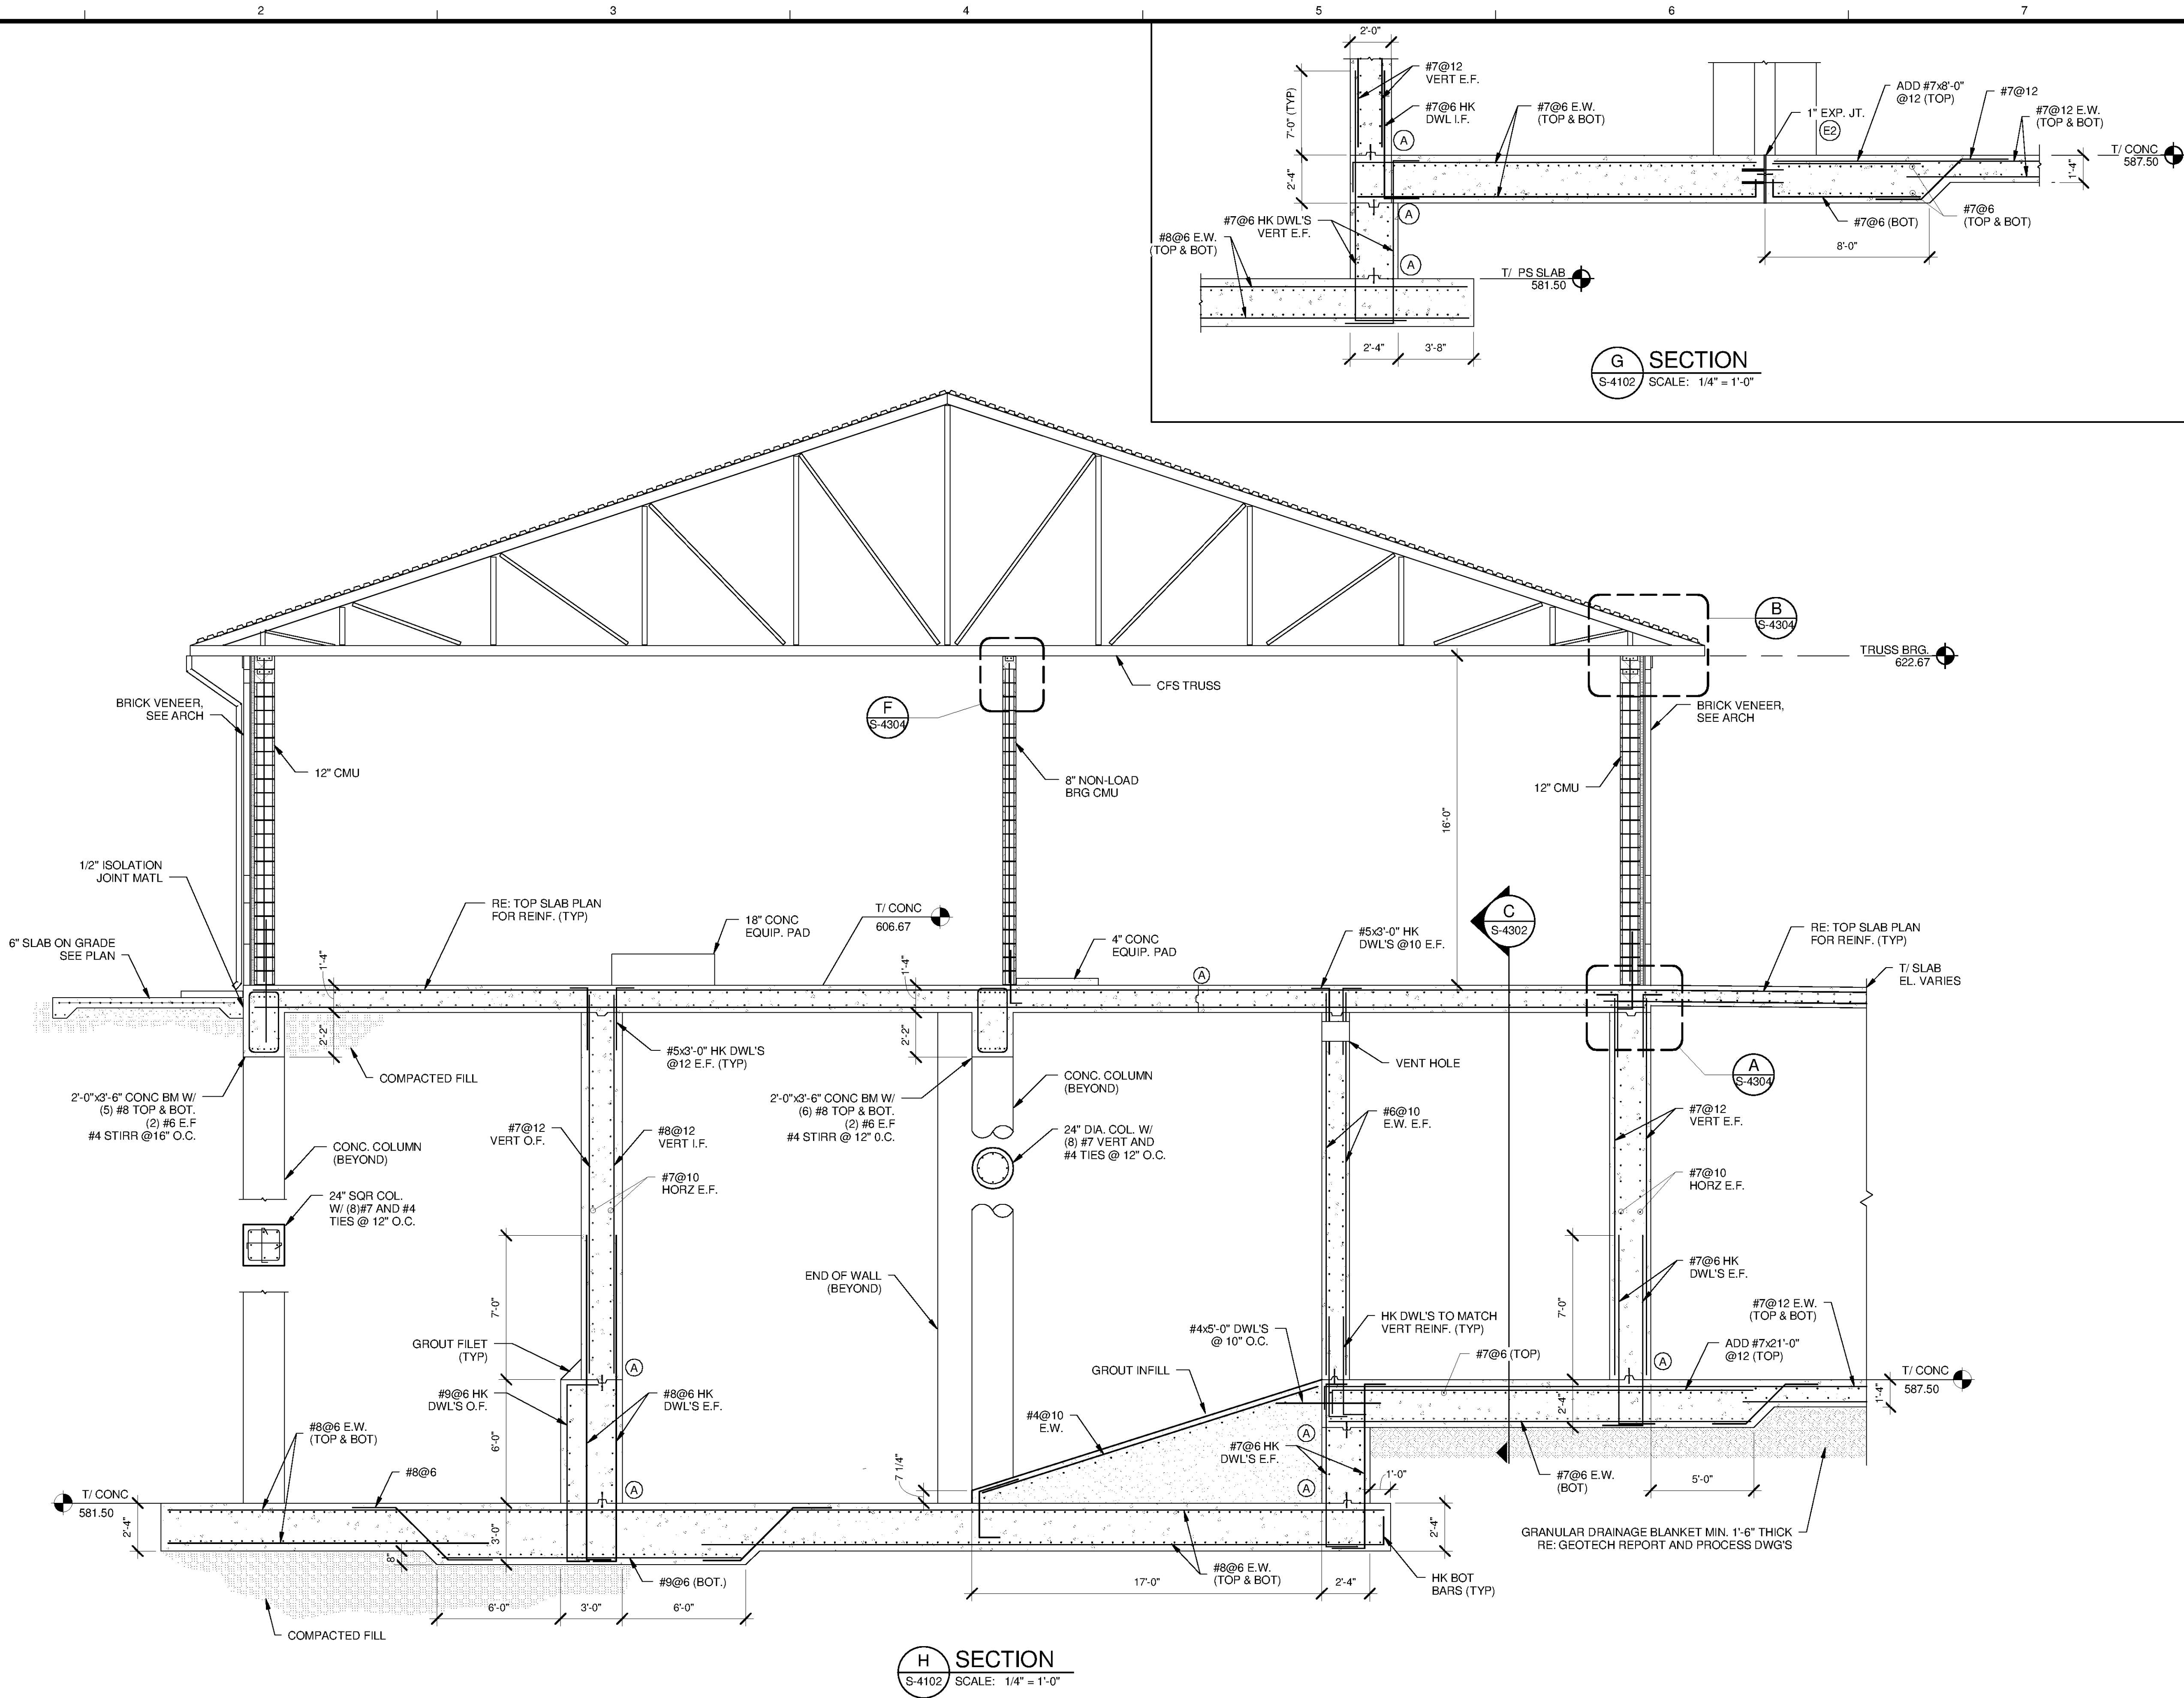 2
3
4
5
6
7
2'-0"
#7@12
VERT E.F.
7'-0" (TYP)
#7@6 HK
DWL I.F.
#7@6 E.W.
(TOP & BOT)
A
1" EXP. JT.
E2
ADD #7x8'-0"
@12 (TOP)
#7@12
#7@12 E.W.
(TOP & BOT)
T/ CONC
587.50
1'-4"
2'-4"
#7@6 HK DWL'S
VERT E.F.
A
#7@6 (BOT)
#7@6
(TOP & BOT)
8'-0"
#8@6 E.W.
(TOP & BOT)
A
T/ PS SLAB
581.50
2'-4"
3'-8"
G
S-4102
SECTION
SCALE: 1/4" = 1'-0"
B
S-4304
TRUSS BRG.
622.67
CFS TRUSS
F
S-4304
BRICK VENEER,
SEE ARCH
12" CMU
8" NON-LOAD
BRG CMU
12" CMU
BRICK VENEER,
SEE ARCH
16'-0"
1/2" ISOLATION
JOINT MATL
6" SLAB ON GRADE
SEE PLAN
1'-4"
RE: TOP SLAB PLAN
FOR REINF. (TYP)
18" CONC
EQUIP. PAD
T/ CONC
606.67
1'-4"
4" CONC
EQUIP. PAD
A
#5x3'-0" HK
DWL'S @10 E.F.
C
S-4302
RE: TOP SLAB PLAN
FOR REINF. (TYP)
T/ SLAB
EL. VARIES
2'-2"
COMPACTED FILL
#5x3'-0" HK DWL'S
@12 E.F. (TYP)
2'-2"
CONC. COLUMN
(BEYOND)
VENT HOLE
A
S-4304
2'-0"x3'-6" CONC BM W/
(5) #8 TOP & BOT.
(2) #6 E.F
#4 STIRR @16" O.C.
2'-0"x3'-6" CONC BM W/
(6) #8 TOP & BOT.
(2) #6 E.F
#4 STIRR @ 12" 0.C.
CONC. COLUMN
(BEYOND)
#7@12
VERT O.F.
#8@12
VERT I.F.
24" DIA. COL. W/
(8) #7 VERT AND
#4 TIES @ 12" O.C.
#6@10
E.W. E.F.
#7@12
VERT E.F.
24" SQR COL.
W/ (8)#7 AND #4
TIES @ 12" O.C.
#7@10
HORZ E.F.
#7@10
HORZ E.F.
7'-0"
END OF WALL
(BEYOND)
#7@6 HK
DWL'S E.F.
7'-0"
GROUT FILET
(TYP)
HK DWL'S TO MATCH
VERT REINF. (TYP)
#4x5'-0" DWL'S
@ 10" O.C.
#7@6 (TOP)
#7@12 E.W.
(TOP & BOT)
ADD #7x21'-0"
@12 (TOP)
A
A
GROUT INFILL
T/ CONC
587.50
1'-4"
#9@6 HK
DWL'S O.F.
#8@6 HK
DWL'S E.F.
2'-4"
#8@6 E.W.
(TOP & BOT)
6'-0"
#4@10
E.W.
A
#7@6 HK
DWL'S E.F.
#8@6
7 1/4"
1'-0"
#7@6 E.W.
(BOT)
5'-0"
A
A
T/ CONC
581.50
2'-4"
3'-0"
8"
2'-4"
GRANULAR DRAINAGE BLANKET MIN. 1'-6" THICK
RE: GEOTECH REPORT AND PROCESS DWG'S
#9@6 (BOT.)
#8@6 E.W.
(TOP & BOT)
HK BOT
BARS (TYP)
6'-0"
3'-0"
6'-0"
17'-0"
2'-4"
COMPACTED FILL
H
S-4102
SECTION
SCALE: 1/4" = 1'-0"